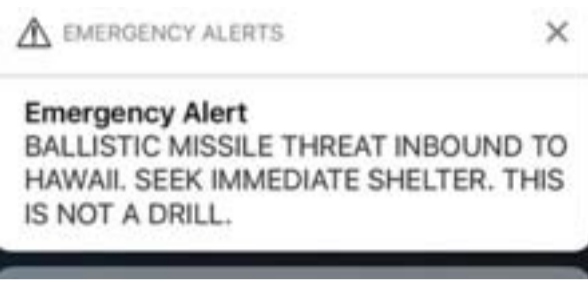 EMERGENCY ALERTS
Emergency Alert
BALLISTIC MISSILE THREAT INBOUND TO
HAWAII. SEEK IMMEDIATE SHELTER. THIS
IS NOT A DRILL.